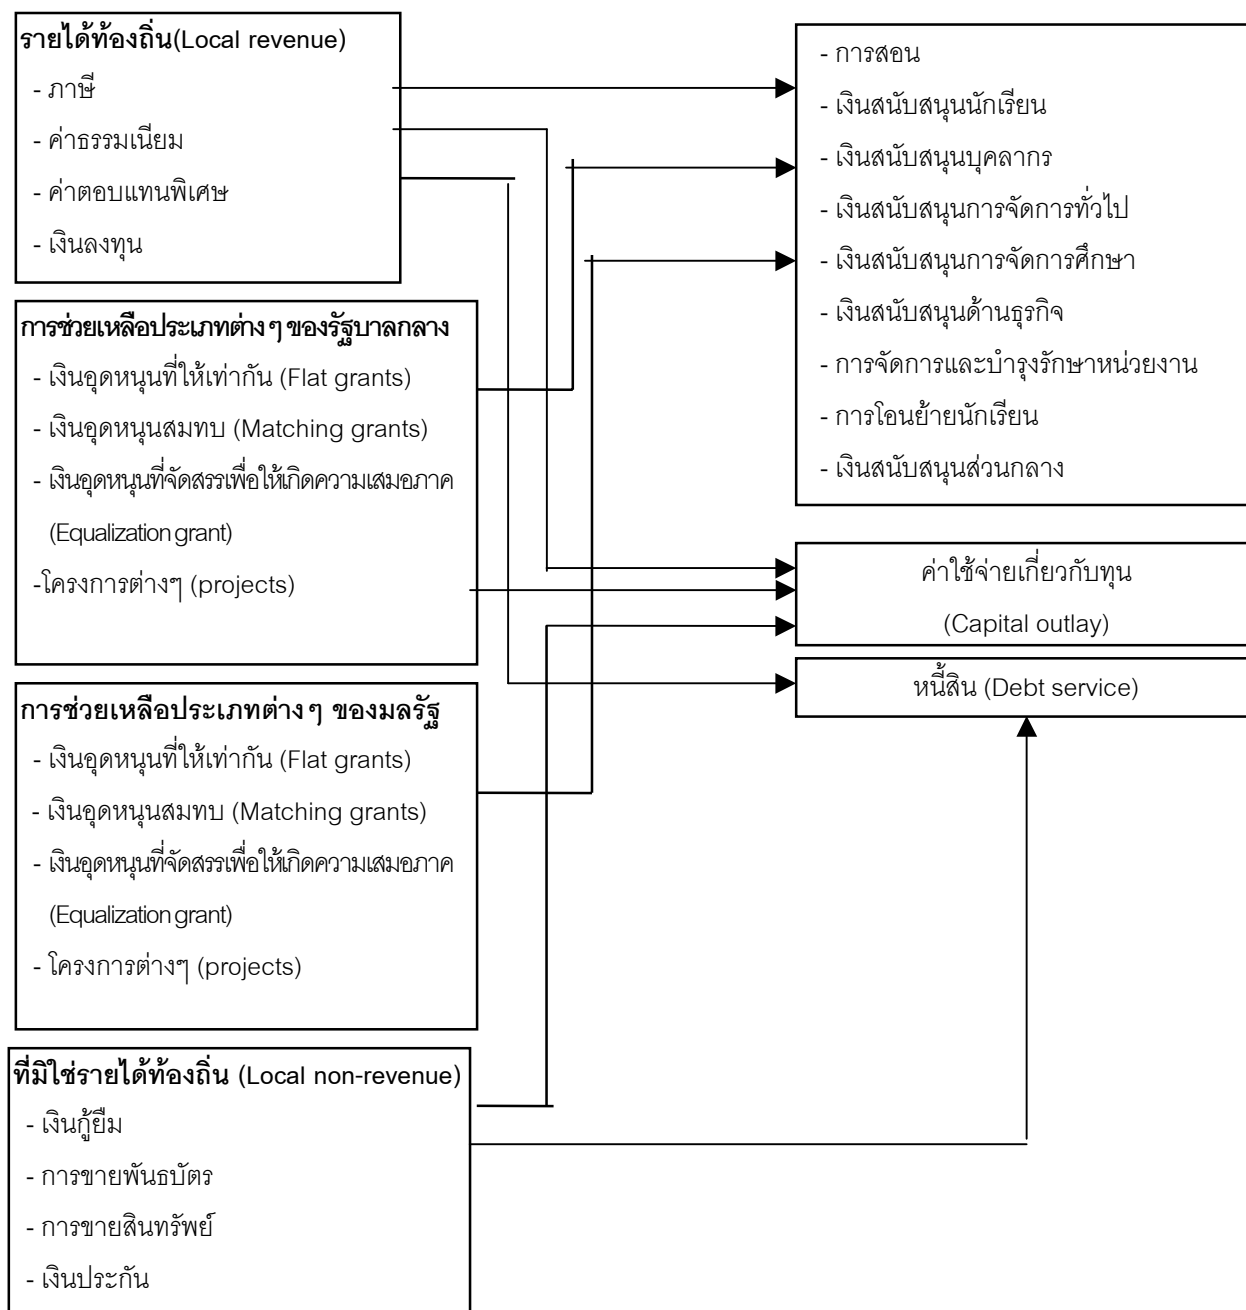 รายได้ท้องถิ่น(Local revenue)
- ภาษี
- ค่าธรรมเนียม
- ค่าตอบแทนพิเศษ
- เงินลงทุน
การช่วยเหลือประเภทต่าง ๆ ของรัฐบาลกลาง
- เงินอุดหนุนที่ให้เท่ากัน (Flat grants)
- เงินอุดหนุนสมทบ (Matching grants)
- เงินอุดหนุนที่จัดสรรเพื่อให้เกิดความเสมอภาค
(Equalization grant)
-โครงการต่างๆ (projects)
การช่วยเหลือประเภทต่าง ๆ ของมลรัฐ
- เงินอุดหนุนที่ให้เท่ากัน (Flat grants)
- เงินอุดหนุนสมทบ (Matching grants)
- เงินอุดหนุนที่จัดสรรเพื่อให้เกิดความเสมอภาค
(Equalization grant)
- โครงการต่างๆ (projects)
ที่มิใช่รายได้ท้องถิ่น (Local non-revenue)
- เงินกู้ยืม
- การขายพันธบัตร
- การขายสินทรัพย์
- เงินประกัน
- การสอน
- เงินสนับสนุนนักเรียน
- เงินสนับสนุนบุคลากร
- เงินสนับสนุนการจัดการทั่วไป
- เงินสนับสนุนการจัดการศึกษา
- เงินสนับสนุนด้านธุรกิจ
- การจัดการและบำรุงรักษาหน่วยงาน
- การโอนย้ายนักเรียน
- เงินสนับสนุนส่วนกลาง
ค่าใช้จ่ายเกี่ยวกับทุน
(Capital outlay)
หนี้สิน (Debt service)